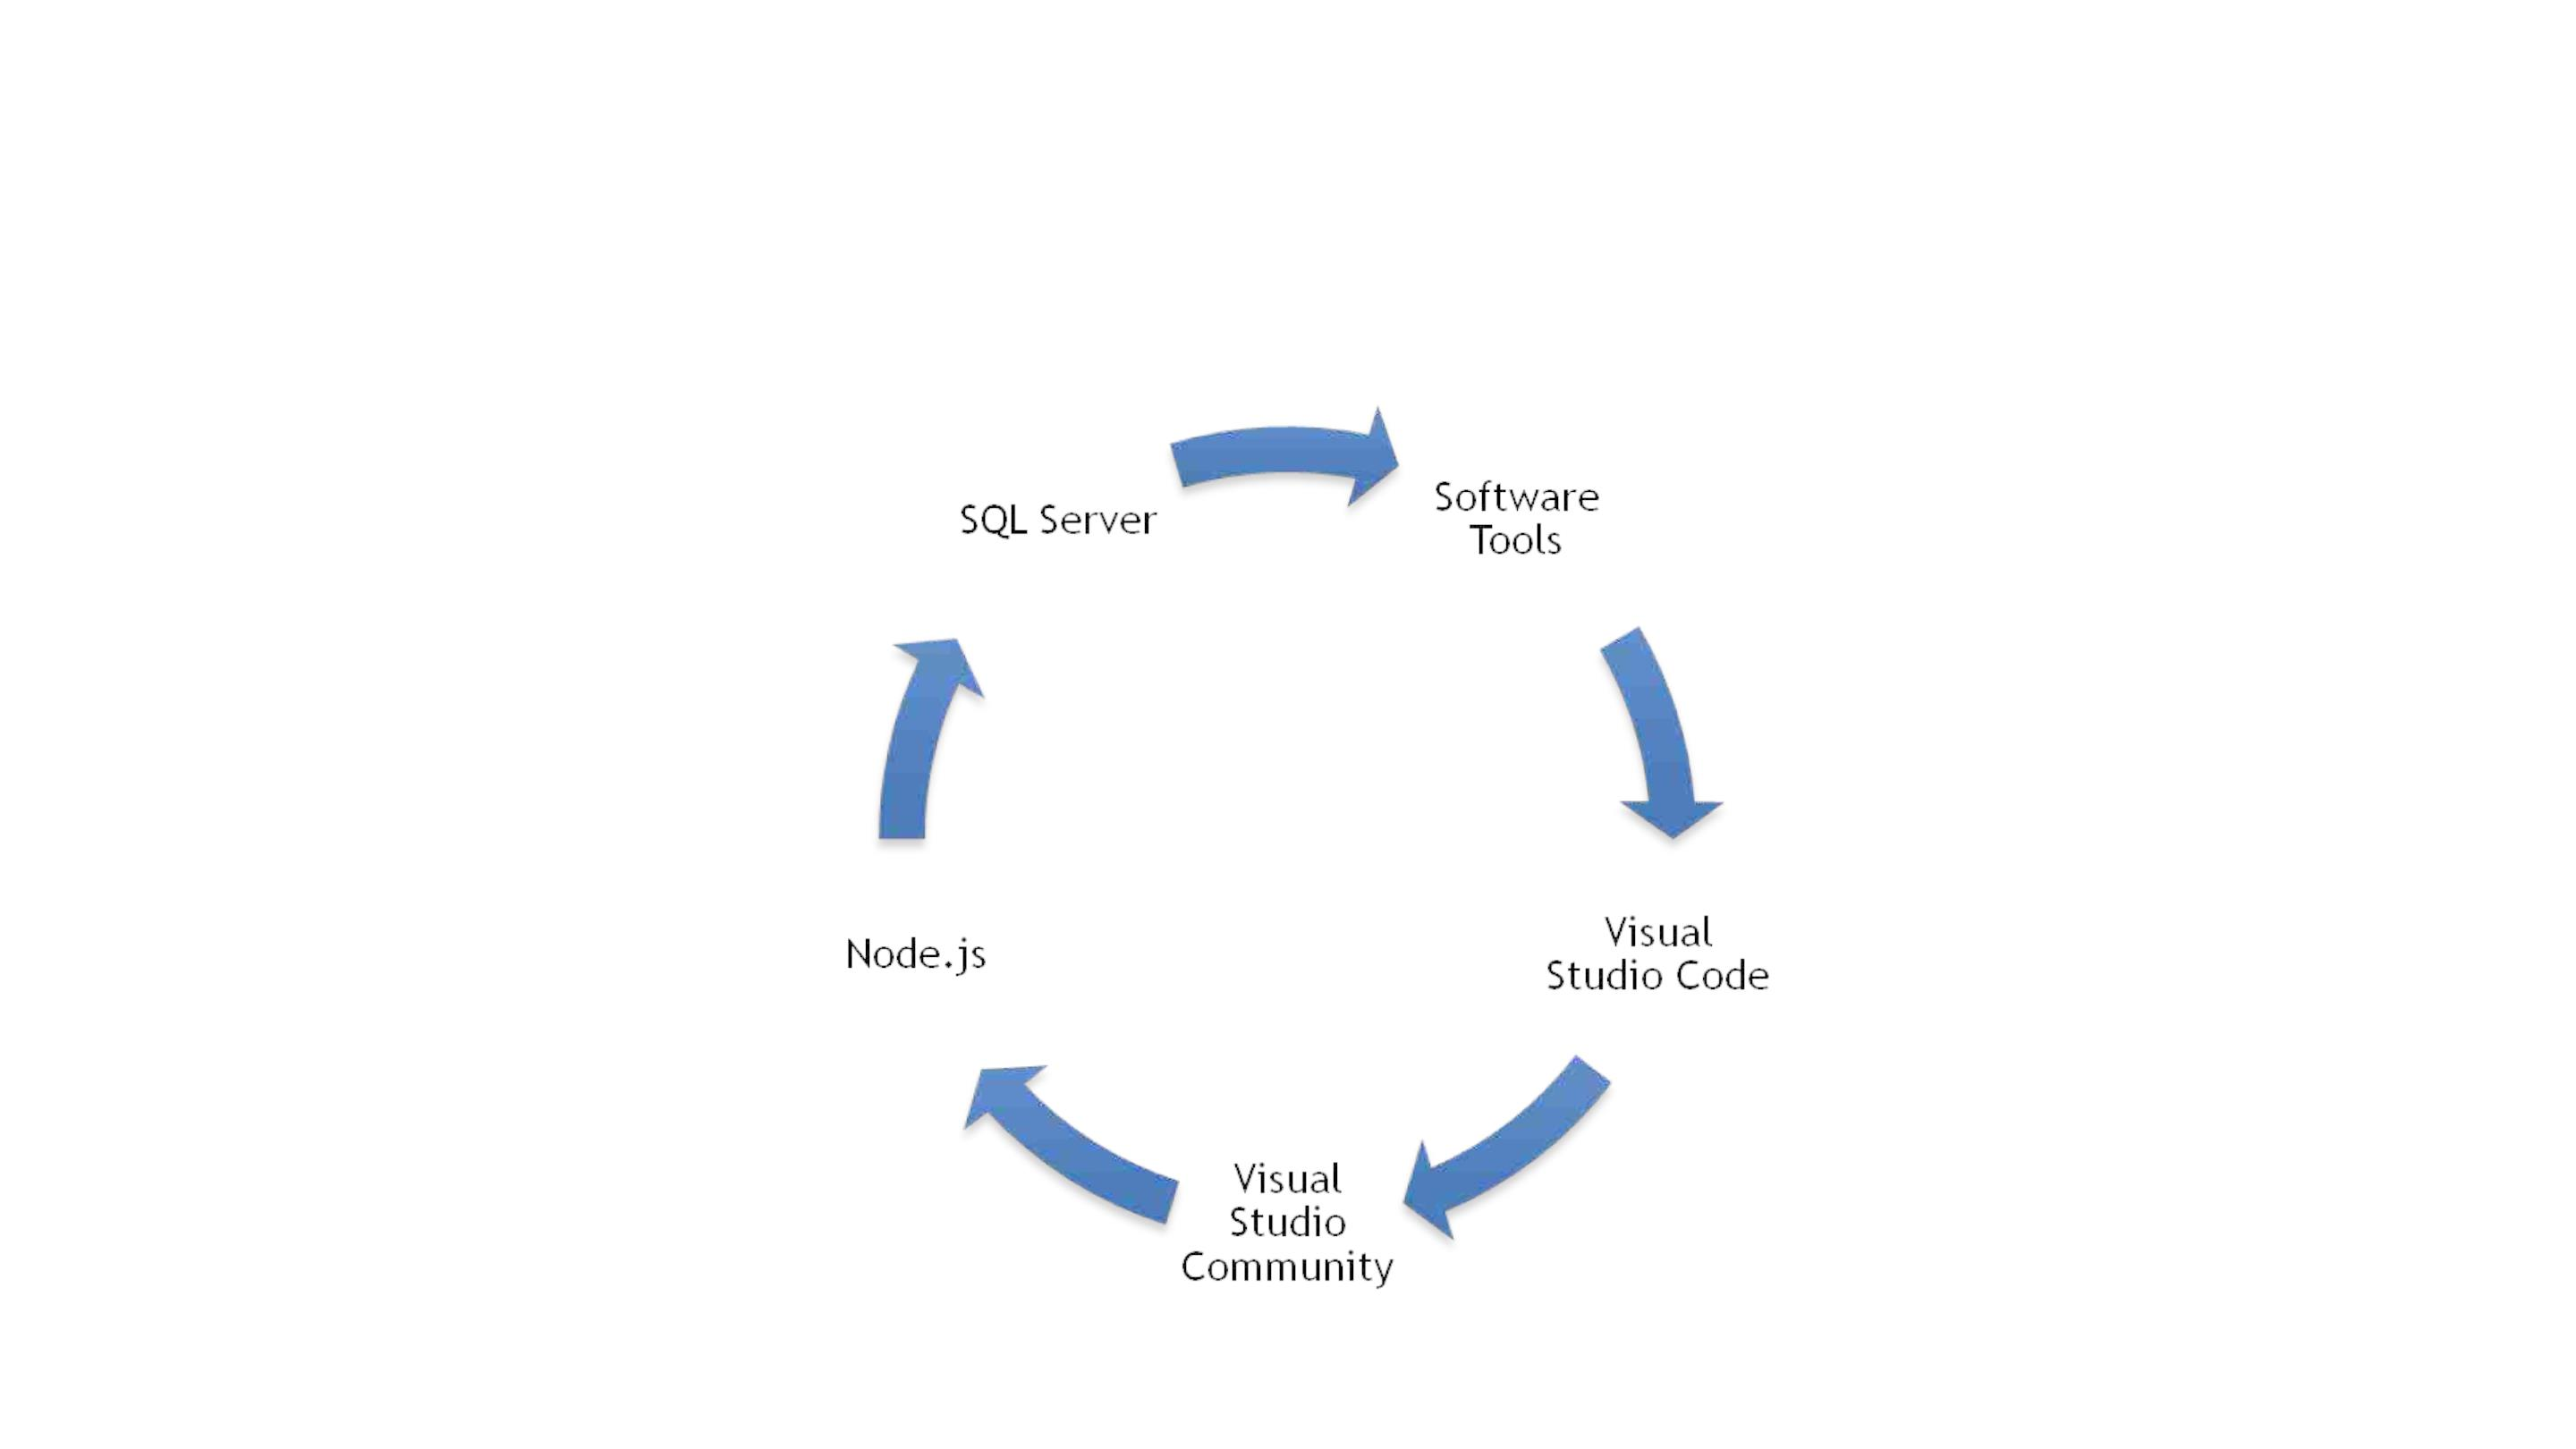 SQL Server
Software
Tools
Visual
Studio Code
Visual
Studio
Community
Node.js